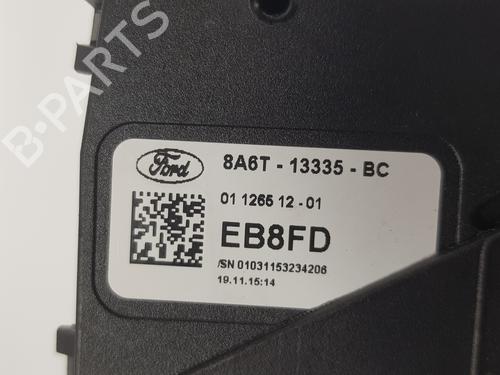 B-PARTS
Ford
8A6T - 13335 - BC
01 1265 12 - 01
EB8FD
/SN 01031153234206
19.11.15:14